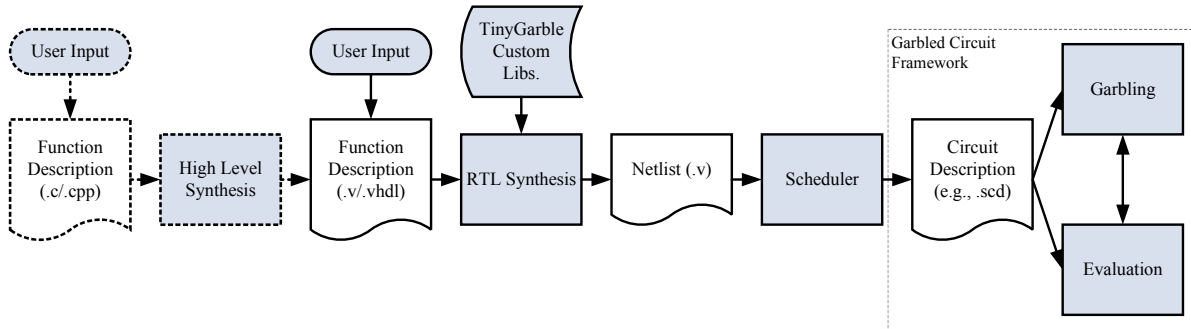 User Input
User Input
TinyGarble
Custom
Libs.
Garbled Circuit
Framework
Garbling
Function
Description
(.c/.cpp)
High Level
Synthesis
Function
Description
(.v/.vhdl)
RTL Synthesis
Netlist (.v)
Scheduler
Circuit
Description
(e.g., .scd)
Evaluation